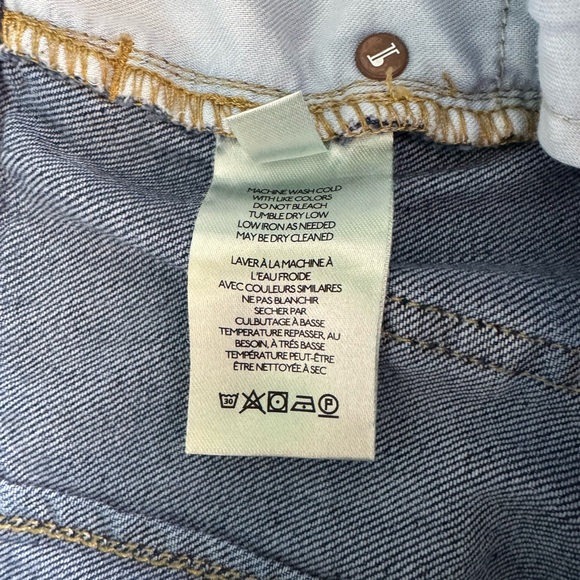 MACHINE WASH COLD
WITH LIKE COLORS
DO NOT BLEACH
TUMBLE DRY LOW
LOW IRON AS NEEDED
MAY BE DRY CLEANED
LAVER À LA MACHINE À
L'EAU FROIDE
AVEC COULEURS SIMILAIRES
NE PAS BLANCHIR
SECHER PAR
CULBUTAGE À BASSE
TEMPERATURE REPASSER, AU
BESOIN, À TRÉS BASSE
TEMPÉRATURE PEUT-ÊTRE
ÊTRE NETTOYÉE À SEC
30 P